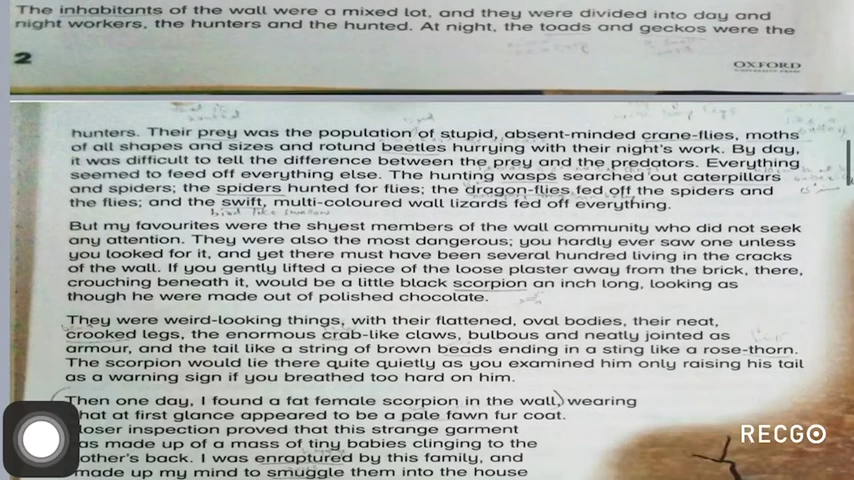 The inhabitants of the wall were a mixed lot, and they were divided into day and
night workers, the hunters and the hunted. At night, the toads and geckos were the
2
OXFORD
hunters. Their prey was the population of stupid, absent-minded crane-flies, moths
of all shapes and sizes and rotund beetles hurrying with their night's work. By day,
it was difficult to tell the difference between the prey and the predators. Everything
seemed to feed off everything else. The hunting wasps searched out caterpillars
and spiders; the spiders hunted for flies; the dragon-flies fed off the spiders and
the flies; and the swift, multi-coloured wall lizards fed off everything.
bird like swallow
But my favourites were the shyest members of the wall community who did not seek
any attention. They were also the most dangerous; you hardly ever saw one unless
you looked for it, and yet there must have been several hundred living in the cracks
of the wall. If you gently lifted a piece of the loose plaster away from the brick, there,
crouching beneath it, would be a little black scorpion an inch long, looking as
though he were made out of polished chocolate.
They were weird-looking things, with their flattened, oval bodies, their neat,
crooked legs, the enormous crab-like claws, bulbous and neatly jointed as
armour, and the tail like a string of brown beads ending in a sting like a rose-thorn.
The scorpion would lie there quite quietly as you examined him only raising his tail
as a warning sign if you breathed too hard on him.
Then one day, I found a fat female scorpion in the wall, wearing
hat at first glance appeared to be a pale fawn fur coat.
loser inspection proved that this strange garment
as made up of a mass of tiny babies clinging to the
other's back. I was enraptured by this family, and
made up my mind to smuggle them into the house
RECGO